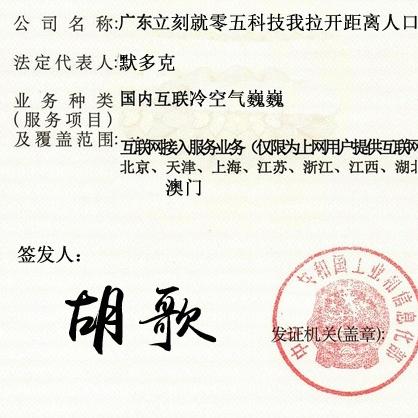 公司名称:广东立刻就零五科技我拉开距离人口
法定代表人:默多克
业务种类
(服务项目)
及覆盖范围:
国内互联冷空气巍巍
互联网接入服务业务（仅限为上网用户提供互联网
北京、天津、上海、江苏、浙江、江西、湖北
澳门
签发人：
胡歌
发证机关(盖章):
中 共和国工业和信息化部